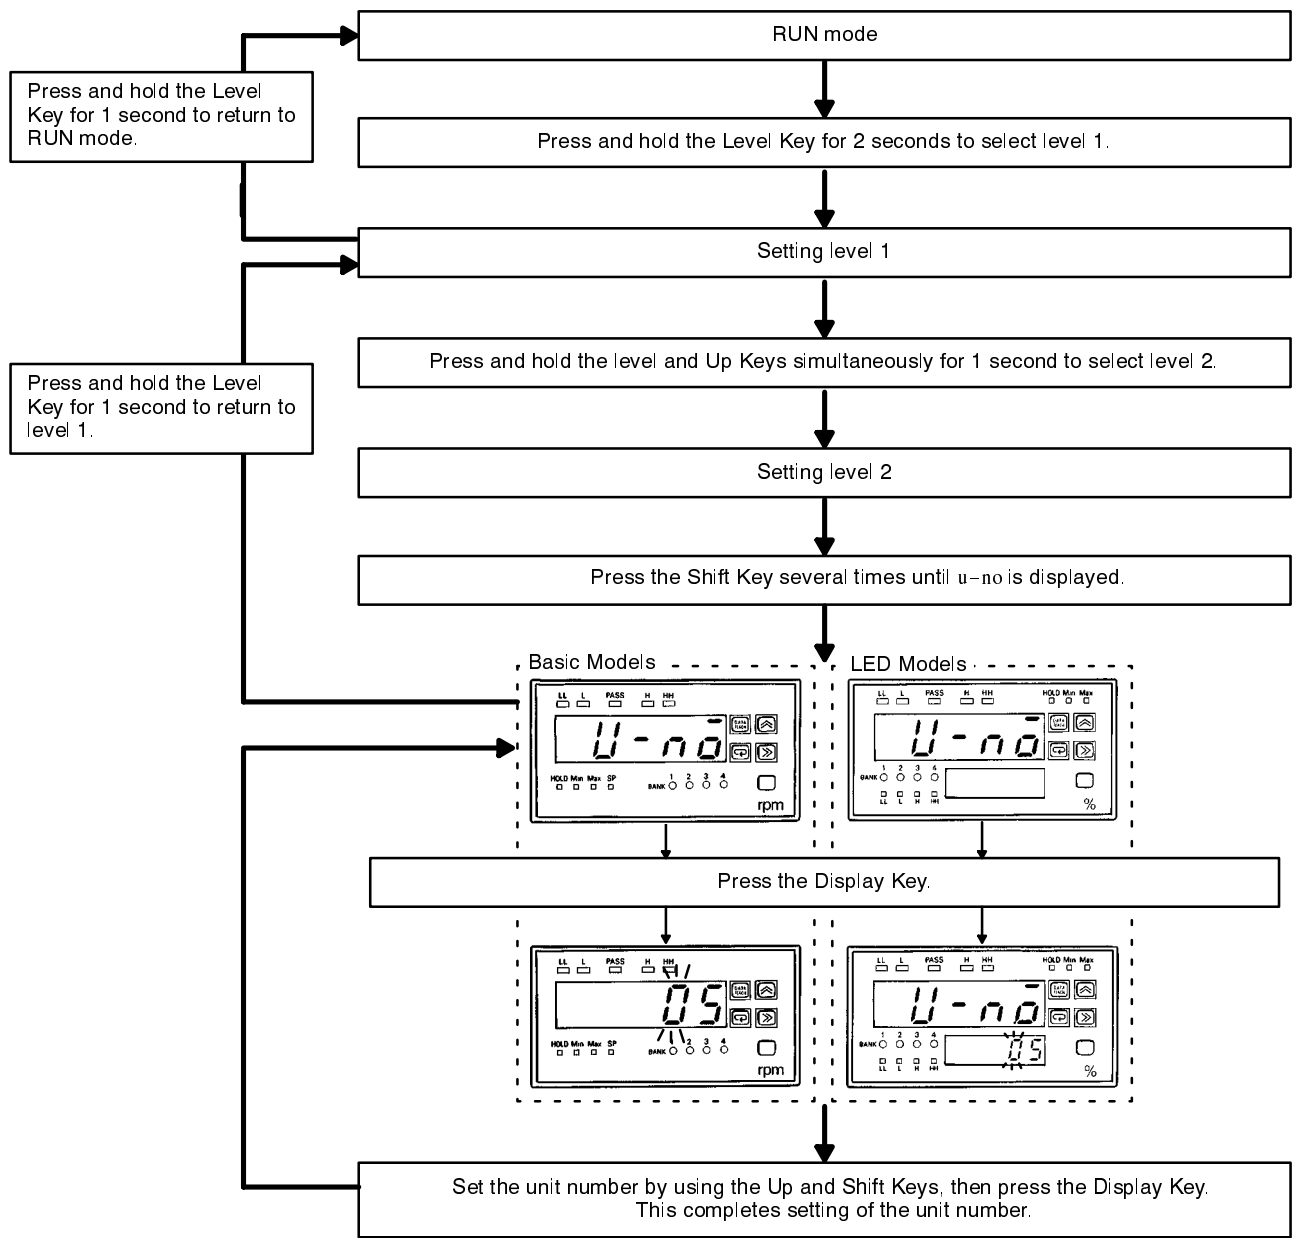 RUN mode
Press and hold the Level
Key for 1 second to return to
RUN mode.
Press and hold the Level Key for 2 seconds to select level 1.
Setting level 1
Press and hold the level and Up Keys simultaneously for 1 second to select level 2.
Press and hold the Level
Key for 1 second to return to
level 1.
Setting level 2
Press the Shift Key several times until u-no is displayed.
Basic Models
LL L PASS H HH
U-no
HOLD Min Max SP
BANK 1 2 3 4
rpm
LED Models
LL L PASS H HH HOLD Min Max
U-no
1 2 3 4
BANK
LL L H HH
%
Press the Display Key.
LL L PASS H HH
05
HOLD Min Max SP
BANK 2 3 4
rpm
LL L PASS H HH HOLD Min Max
U-no
1 2 3 4
BANK
05
LL L H HH
%
Set the unit number by using the Up and Shift Keys, then press the Display Key.
This completes setting of the unit number.